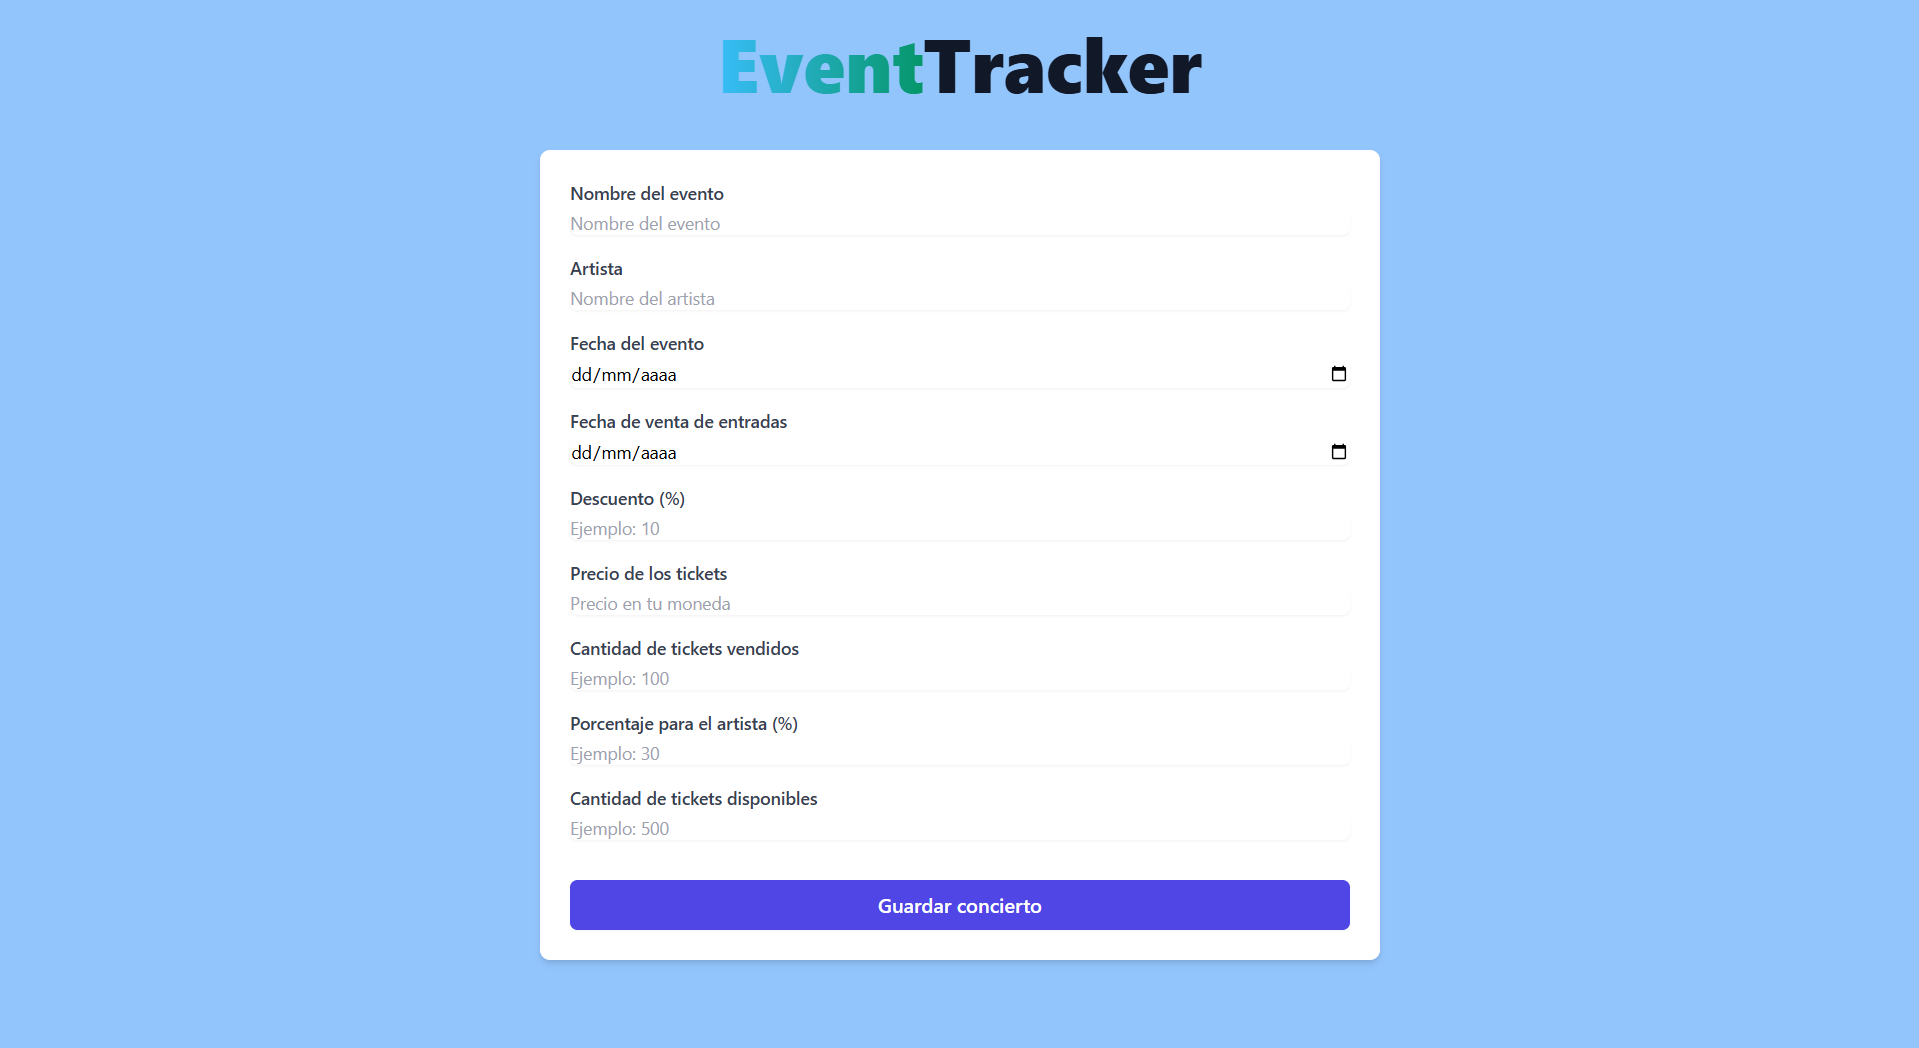 EventTracker
Nombre del evento
Nombre del evento
Artista
Nombre del artista
Fecha del evento
dd/mm/aaaa
Fecha de venta de entradas
dd/mm/aaaa
Descuento (%)
Ejemplo: 10
Precio de los tickets
Precio en tu moneda
Cantidad de tickets vendidos
Ejemplo: 100
Porcentaje para el artista (%)
Ejemplo: 30
Cantidad de tickets disponibles
Ejemplo: 500
Guardar concierto